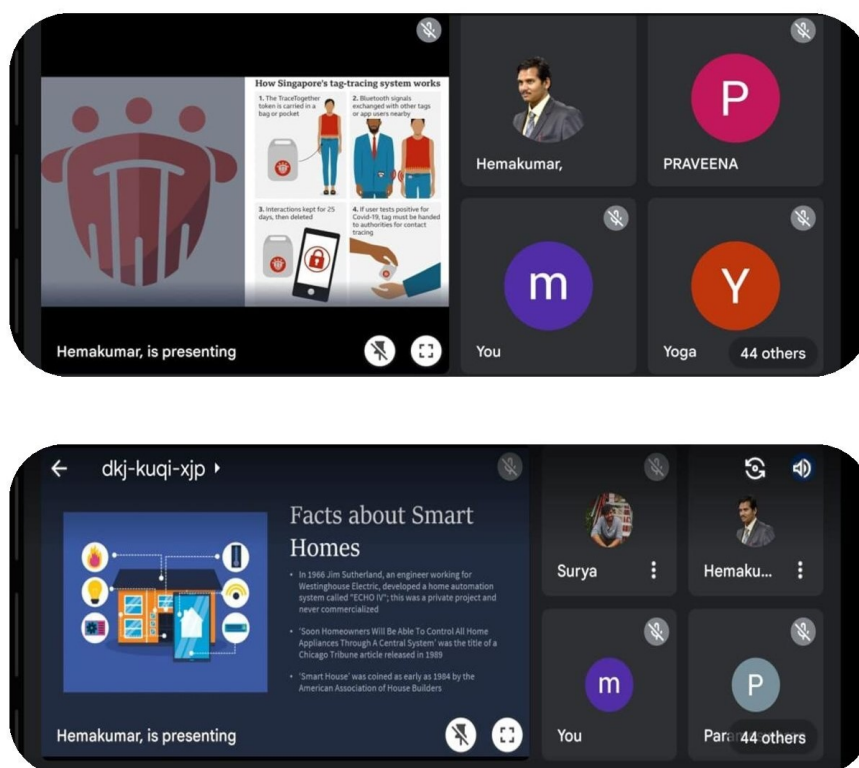 How Singapore's tag-tracing system works
1. The TraceTogether
token is carried in a
bag or pocket
2. Bluetooth signals
exchanged with other tags
or app users nearby
3. Interactions kept for 25
days, then deleted
4. If user tests positive for
Covid-19, tag must be handed
to authorities for contact
tracing
Hemakumar, is presenting
Hemakumar,
P
PRAVEENA
m
You
Y
Yoga
44 others
dkj-kuqi-xjp
Facts about Smart
Homes
• In 1966 Jim Sutherland, an engineer working for
Westinghouse Electric, developed a home automation
system called "ECHO IV"; this was a private project and
never commercialized
• 'Soon Homeowners Will Be Able To Control All Home
Appliances Through A Central System' was the title of a
Chicago Tribune article released in 1989
• 'Smart House' was coined as early as 1984 by the
American Association of House Builders
Hemakumar, is presenting
Surya
Hemaku...
m
You
P
44 others